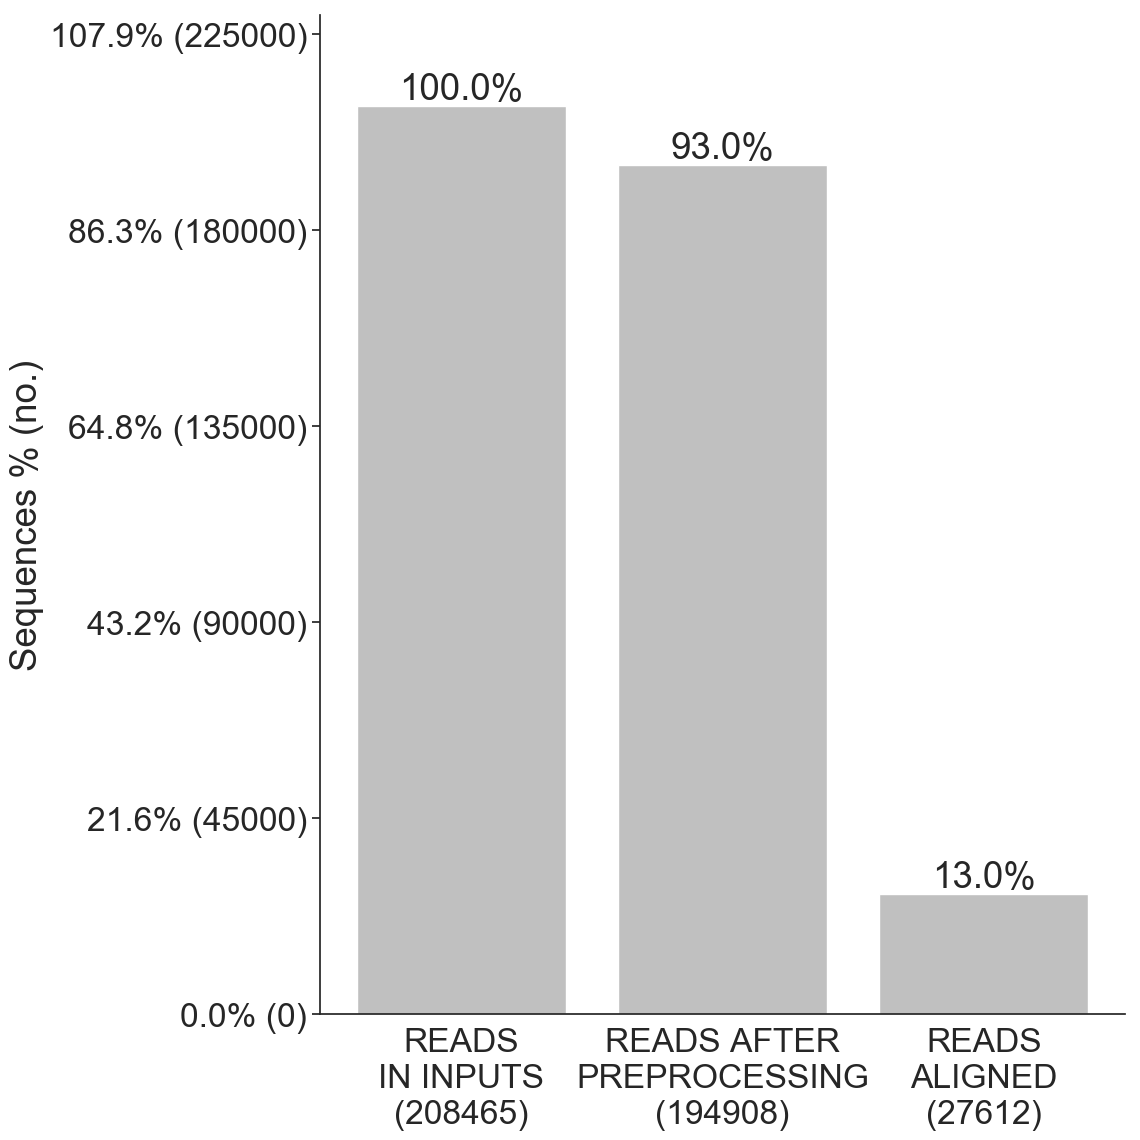 107.9% (225000)
86.3% (180000)
64.8% (135000)
43.2% (90000)
21.6% (45000)
0.0% (0)
Sequences % (no.)
100.0%
93.0%
13.0%
READS
IN INPUTS
(208465)
READS AFTER
PREPROCESSING
(194908)
READS
ALIGNED
(27612)